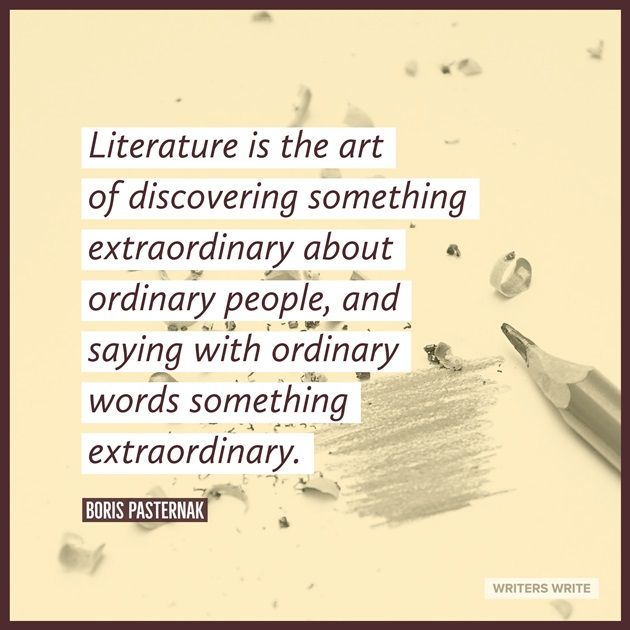 Literature is the art
of discovering something
extraordinary about
ordinary people, and
saying with ordinary
words something
extraordinary.
BORIS PASTERNAK
WRITERS WRITE